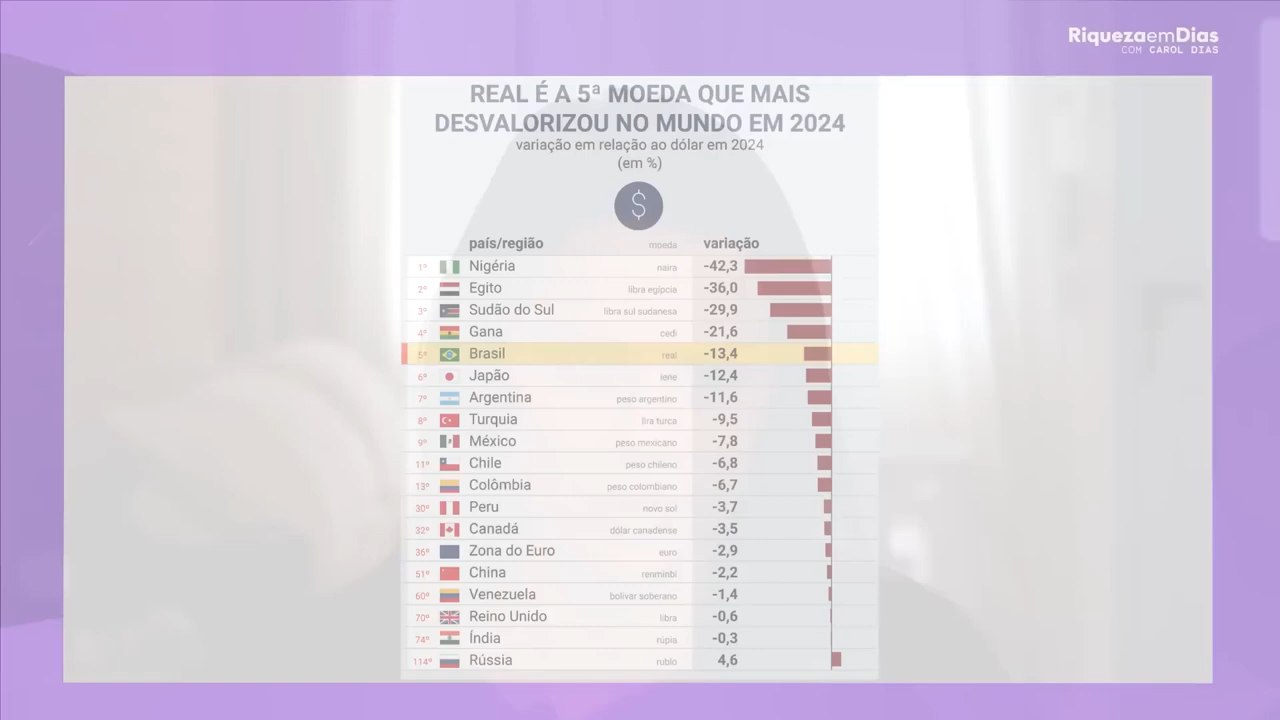 RiquezaemDias
COM CAROL DIAS
REAL É A 5ª MOEDA QUE MAIS
DESVALORIZOU NO MUNDO EM 2024
variação em relação ao dólar em 2024
(em %)
$
país/região moeda variação
1º Nigéria naira -42,3
2º Egito libra egípcia -36,0
3º Sudão do Sul libra sul sudanesa -29,9
4º Gana cedi -21,6
5º Brasil real -13,4
6º Japão iene -12,4
7º Argentina peso argentino -11,6
8º Turquia lira turca -9,5
9º México peso mexicano -7,8
11º Chile peso chileno -6,8
13º Colômbia peso colombiano -6,7
30º Peru novo sol -3,7
32º Canadá dólar canadense -3,5
36º Zona do Euro euro -2,9
51º China renminbi -2,2
60º Venezuela bolívar soberano -1,4
70º Reino Unido libra -0,6
74º Índia rúpia -0,3
114º Rússia rublo 4,6